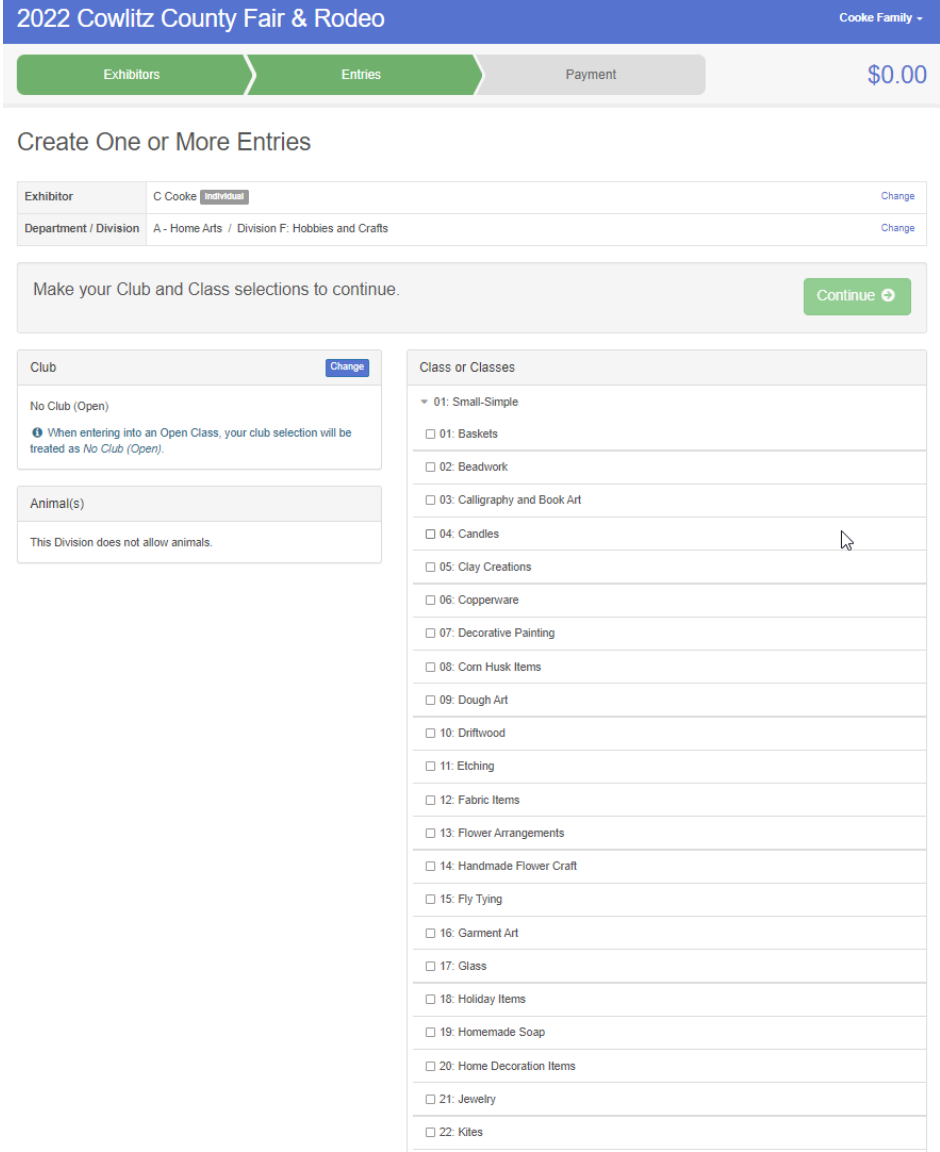 2022 Cowlitz County Fair & Rodeo
Cooke Family
Exhibitors
Entries
Payment
$0.00
Create One or More Entries
Exhibitor C Cooke Individual Change
Department / Division A - Home Arts / Division F: Hobbies and Crafts Change
Make your Club and Class selections to continue.
Continue
Club
Change
No Club (Open)
When entering into an Open Class, your club selection will be
treated as No Club (Open).
Animal(s)
This Division does not allow animals.
Class or Classes
01: Small-Simple
01: Baskets
02: Beadwork
03: Calligraphy and Book Art
04: Candles
05: Clay Creations
06: Copperware
07: Decorative Painting
08: Corn Husk Items
09: Dough Art
10: Driftwood
11: Etching
12: Fabric Items
13: Flower Arrangements
14: Handmade Flower Craft
15: Fly Tying
16: Garment Art
17: Glass
18: Holiday Items
19: Homemade Soap
20: Home Decoration Items
21: Jewelry
22: Kites